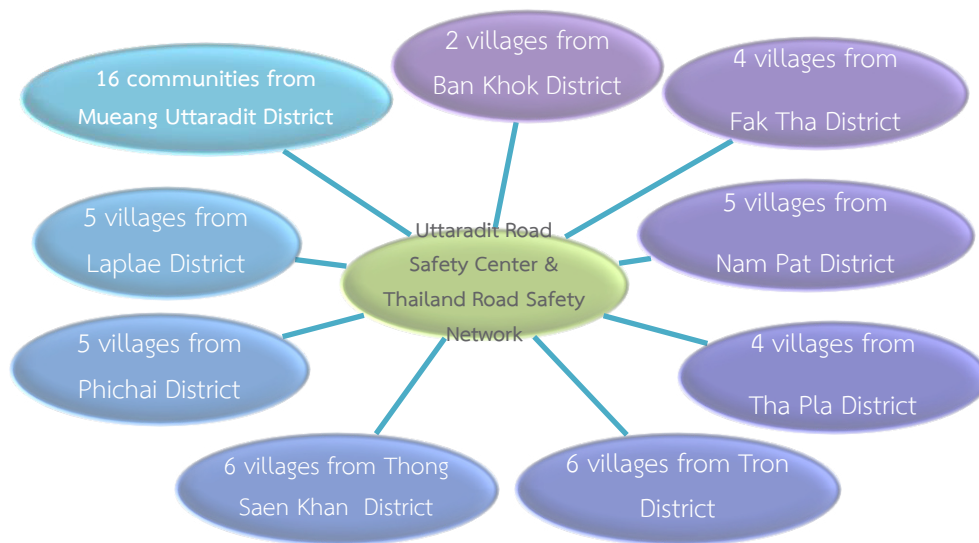 2 villages from
Ban Khok District
4 villages from
Fak Tha District
16 communities from
Mueang Uttaradit District
5 villages from
Laplae District
Uttaradit Road
Safety Center &
Thailand Road Safety
Network
5 villages from
Nam Pat District
5 villages from
Phichai District
4 villages from
Tha Pla District
6 villages from Thong
Saen Khan District
6 villages from Tron
District